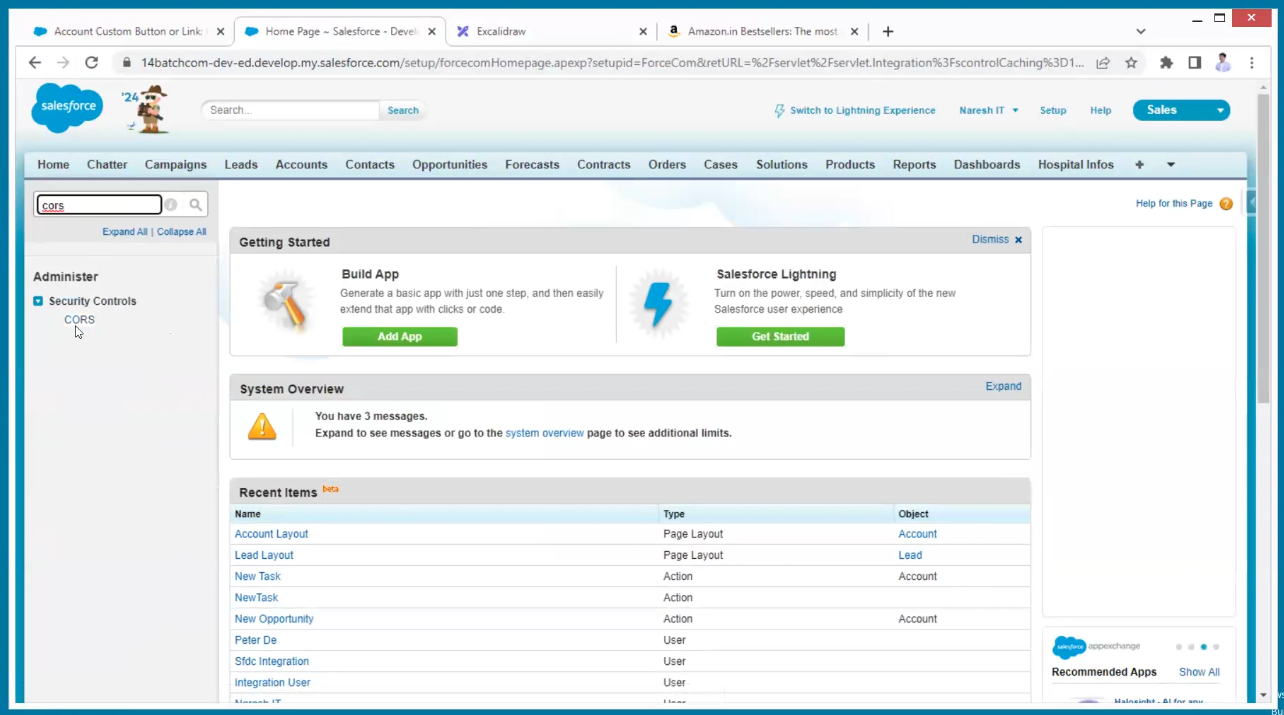 Account Custom Button or Link:
Home Page ~ Salesforce - Devel
Excalidraw
Amazon.in Bestsellers: The most
14batchcom-dev-ed.develop.my.salesforce.com/setup/forcecomHomepage.apexp?setupid=ForceCom&retURL=%2Fservlet%2Fservlet.Integration%3FscontrolCaching%3D1...
salesforce
'24
Search...
Search
Switch to Lightning Experience
Naresh IT
Setup
Help
Sales
Home
Chatter
Campaigns
Leads
Accounts
Contacts
Opportunities
Forecasts
Contracts
Orders
Cases
Solutions
Products
Reports
Dashboards
Hospital Infos
+
cors
Expand All | Collapse All
Administer
Security Controls
CORS
Help for this Page
Getting Started
Dismiss
Build App
Generate a basic app with just one step, and then easily
extend that app with clicks or code.
Add App
Salesforce Lightning
Turn on the power, speed, and simplicity of the new
Salesforce user experience
Get Started
System Overview
Expand
You have 3 messages.
Expand to see messages or go to the system overview page to see additional limits.
Recent Items beta
Name Type Object
Account Layout Page Layout Account
Lead Layout Page Layout Lead
New Task Action Account
NewTask Action
New Opportunity Action Account
Peter De User
Sfdc Integration User
Integration User User
Naresh IT User
salesforce appexchange
Recommended Apps Show All
Halosight - AI for any